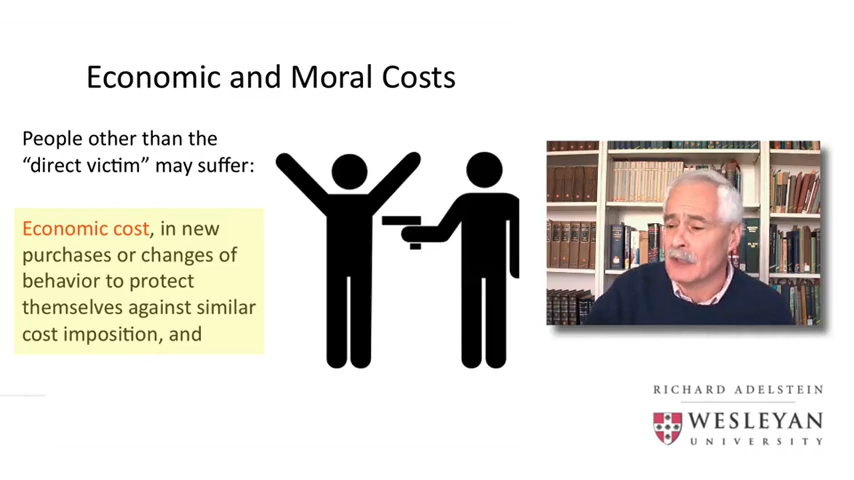 Economic and Moral Costs
People other than the
“direct victim” may suffer:
Economic cost, in new
purchases or changes of
behavior to protect
themselves against similar
cost imposition, and
RICHARD ADELSTEIN
WESLEYAN
UNIVERSITY